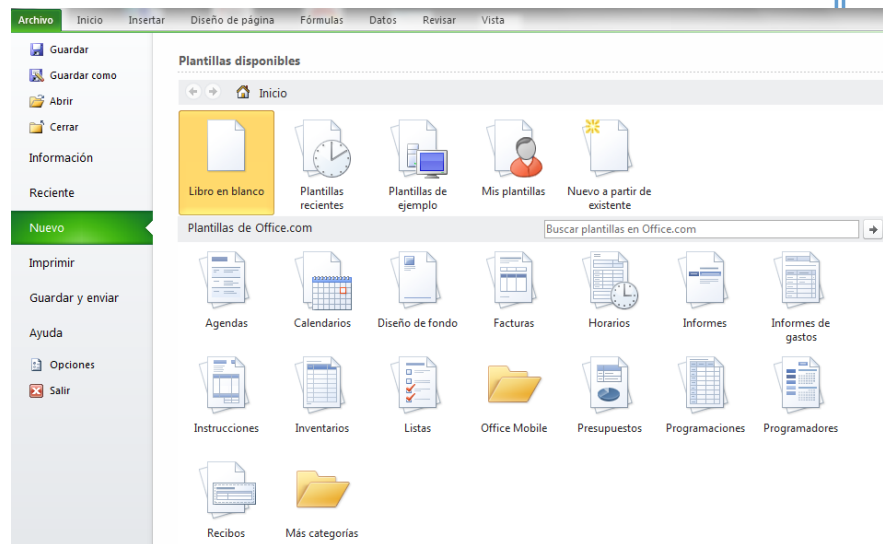 Archivo Inicio Insertar Diseño de página Fórmulas Datos Revisar Vista
Guardar
Guardar como
Abrir
Cerrar
Información
Reciente
Nuevo
Imprimir
Guardar y enviar
Ayuda
Opciones
Salir
Plantillas disponibles
Inicio
Libro en blanco
Plantillas recientes
Plantillas de ejemplo
Mis plantillas
Nuevo a partir de existente
Plantillas de Office.com
Buscar plantillas en Office.com
Agendas
Calendarios
Diseño de fondo
Facturas
Horarios
Informes
Informes de gastos
Instrucciones
Inventarios
Listas
Office Mobile
Presupuestos
Programaciones
Programadores
Recibos
Más categorías